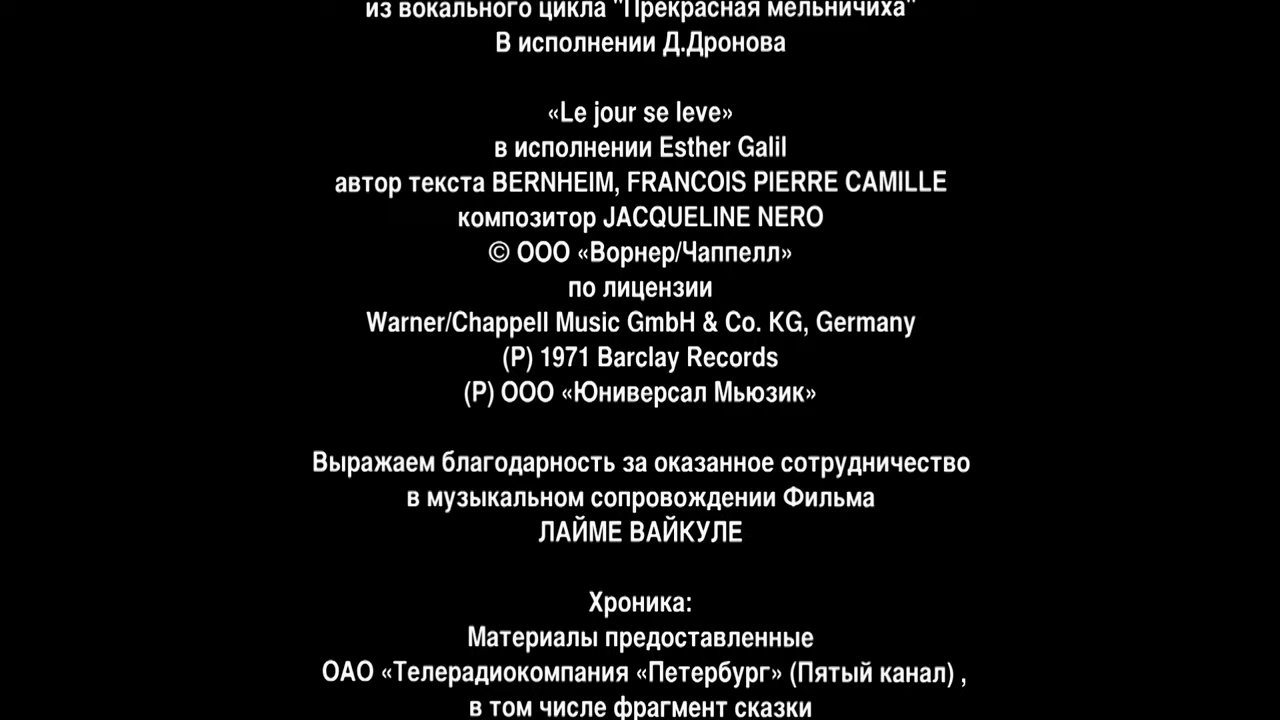 из вокального цикла "Прекрасная мельничиха"
В исполнении Д.Дронова
«Le jour se leve»
в исполнении Esther Galil
автор текста BERNHEIM, FRANCOIS PIERRE CAMILLE
композитор JACQUELINE NERO
© ООО «Ворнер/Чаппелл»
по лицензии
Warner/Chappell Music GmbH & Co. KG, Germany
(P) 1971 Barclay Records
(P) ООО «Юниверсал Мьюзик»
Выражаем благодарность за оказанное сотрудничество
в музыкальном сопровождении Фильма
ЛАЙМЕ ВАЙКУЛЕ
Хроника:
Материалы предоставленные
ОАО «Телерадиокомпания «Петербург» (Пятый канал) ,
в том числе фрагмент сказки